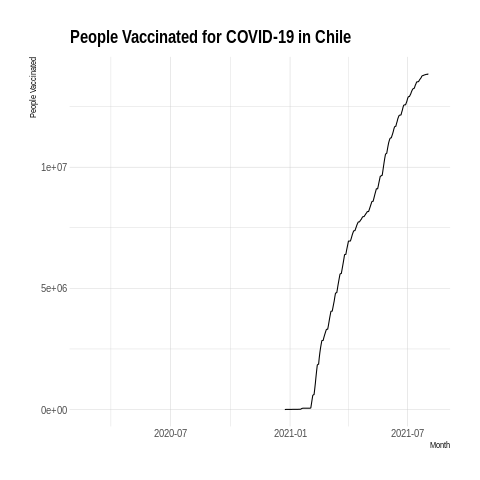 People Vaccinated for COVID-19 in Chile
People Vaccinated
1e+07
5e+06
0e+00
2020-07 2021-01 2021-07
Month